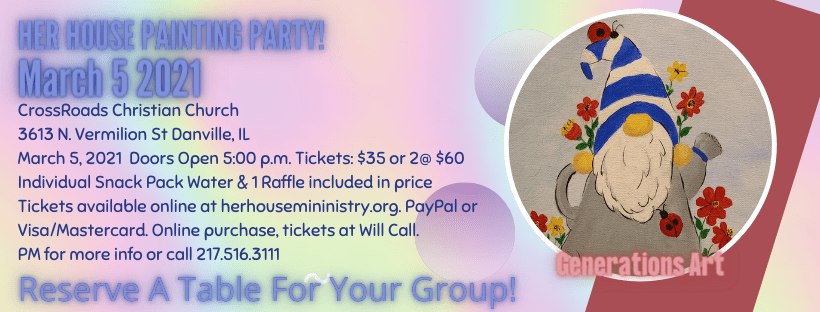 HER HOUSE PAINTING PARTY!
March 5 2021
CrossRoads Christian Church
3613 N. Vermilion St Danville, IL
March 5, 2021 Doors Open 5:00 p.m. Tickets: $35 or 2@ $60
Individual Snack Pack Water & 1 Raffle included in price
Tickets available online at herhousemininistry.org. PayPal or
Visa/Mastercard. Online purchase, tickets at Will Call.
PM for more info or call 217.516.3111
Reserve A Table For Your Group!
Generations Art